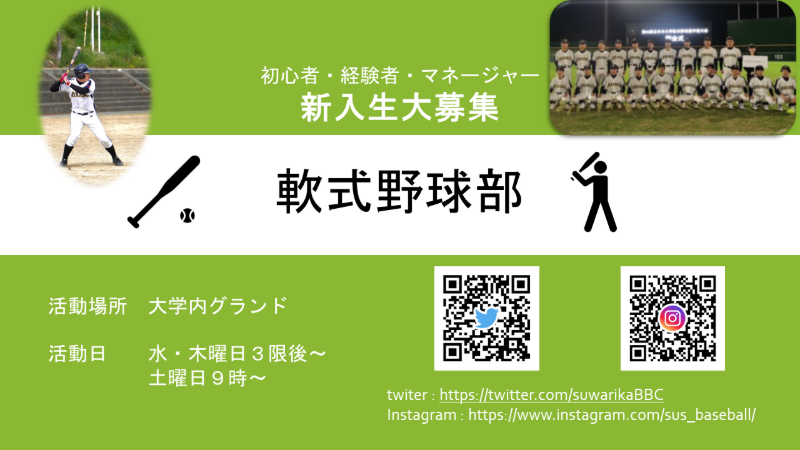 初心者・経験者・マネージャー
新入生大募集
軟式野球部
活動場所　大学内グランド
活動日　　水・木曜日３限後～
土曜日９時～
twiter : https://twitter.com/suwarikaBBC
Instagram : https://www.instagram.com/sus_baseball/